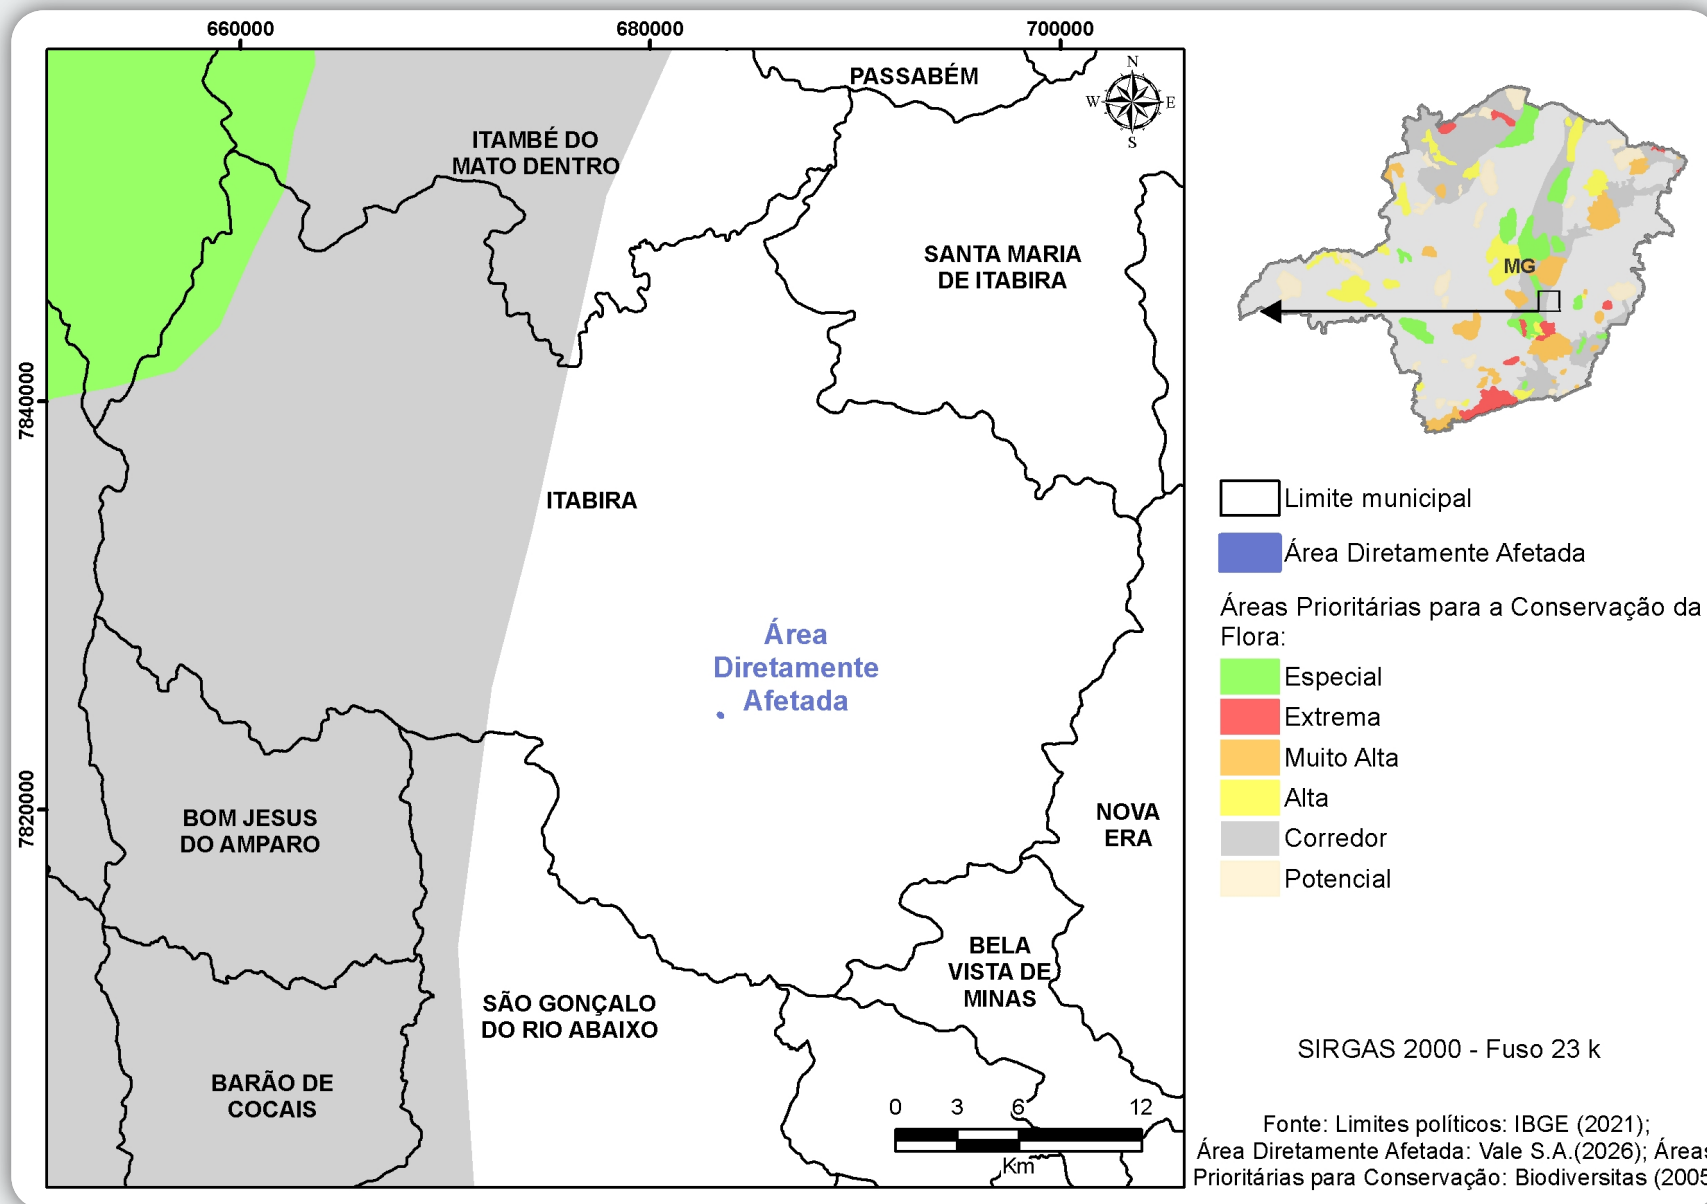 660000
680000
700000
PASSABÉM
N
W
E
S
ITAMBÉ DO
MATO DENTRO
SANTA MARIA
DE ITABIRA
MG
7840000
ITABIRA
Limite municipal
Área Diretamente Afetada
Áreas Prioritárias para a Conservação da
Flora:
Especial
Extrema
Muito Alta
Alta
Corredor
Potencial
Área
Diretamente
Afetada
7820000
BOM JESUS
DO AMPARO
NOVA
ERA
BELA
VISTA DE
MINAS
SÃO GONÇALO
DO RIO ABAIXO
BARÃO DE
COCAIS
SIRGAS 2000 - Fuso 23 k
0 3 6 12
Km
Fonte: Limites políticos: IBGE (2021);
Área Diretamente Afetada: Vale S.A.(2026); Áreas
Prioritárias para Conservação: Biodiversitas (2005